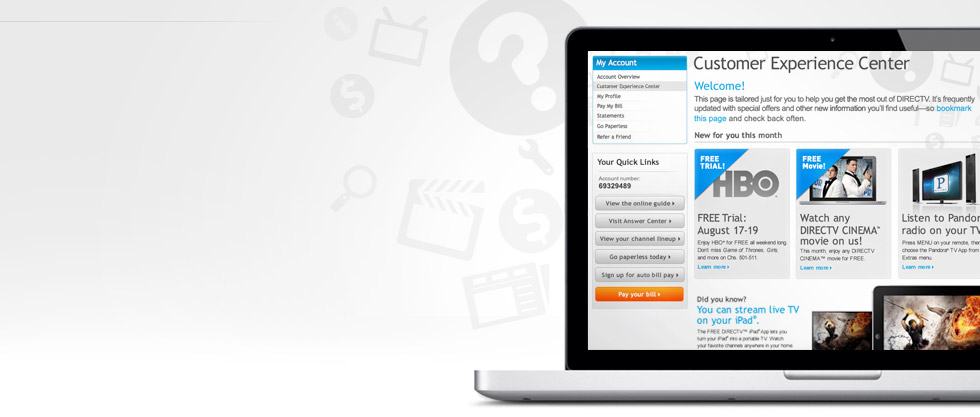 My Account
Account Overview
Customer Experience Center
My Profile
Pay My Bill
Statements
Go Paperless
Refer a Friend
Your Quick Links
Account number:
69329489
View the online guide
Visit Answer Center
View your channel lineup
Go paperless today
Sign up for auto bill pay
Pay your bill
Customer Experience Center
Welcome!
This page is tailored just for you to help you get the most out of DIRECTV. It's frequently
updated with special offers and other new information you'll find useful—so bookmark
this page and check back often.
New for you this month
FREE
TRIAL!
HBO
FREE Trial:
August 17-19
Enjoy HBO® for FREE all weekend long.
Don't miss Game of Thrones, Girls,
and more on Chs. 501-511.
Learn more
FREE
Movie!
Watch any
DIRECTV CINEMA™
movie on us!
This month, enjoy any DIRECTV
CINEMA™ movie for FREE.
Learn more
P
Listen to Pandor
radio on your TV
Press MENU on your remote, then
choose the Pandora® TV App from
Extras menu.
Learn more
Did you know?
You can stream live TV
on your iPad®.
The FREE DIRECTV™ iPad® App lets you
turn your iPad® into a portable TV. Watch
your favorite channels anywhere in your home.